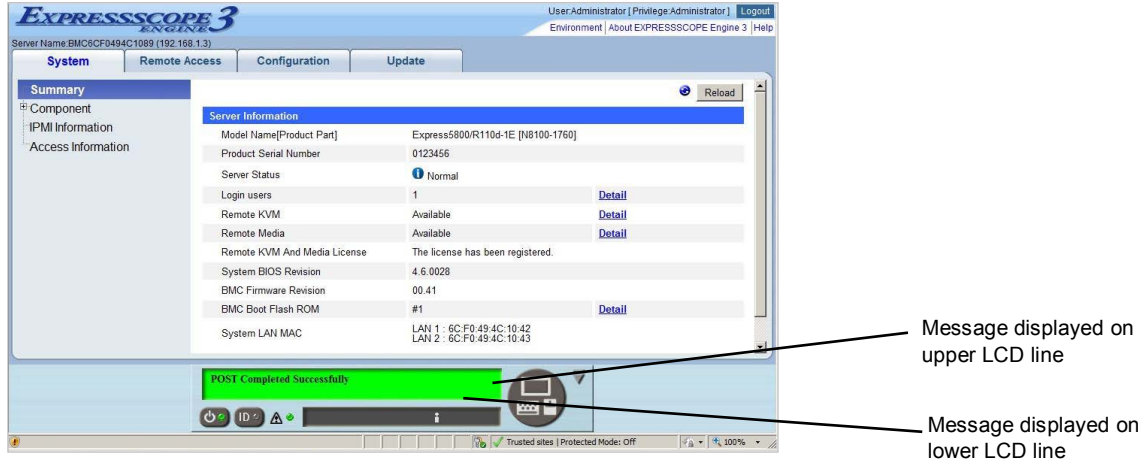 EXPRESSSCOPE
ENGINE 3
User:Administrator [ Privilege:Administrator ] Logout
Environment About EXPRESSSCOPE Engine 3 Help
Server Name:BMC6CF0494C1089 (192.168.1.3)
System Remote Access Configuration Update
Summary
Component
IPMI Information
Access Information
Reload
Server Information
Model Name[Product Part] Express5800/R110d-1E [N8100-1760]
Product Serial Number 0123456
Server Status Normal
Login users 1 Detail
Remote KVM Available Detail
Remote Media Available Detail
Remote KVM And Media License The license has been registered.
System BIOS Revision 4.6.0028
BMC Firmware Revision 00.41
BMC Boot Flash ROM #1 Detail
System LAN MAC LAN 1 : 6C:F0:49:4C:10:42
LAN 2 : 6C:F0:49:4C:10:43
POST Completed Successfully
ID
Trusted sites | Protected Mode: Off 100%
Message displayed on
upper LCD line
Message displayed on
lower LCD line